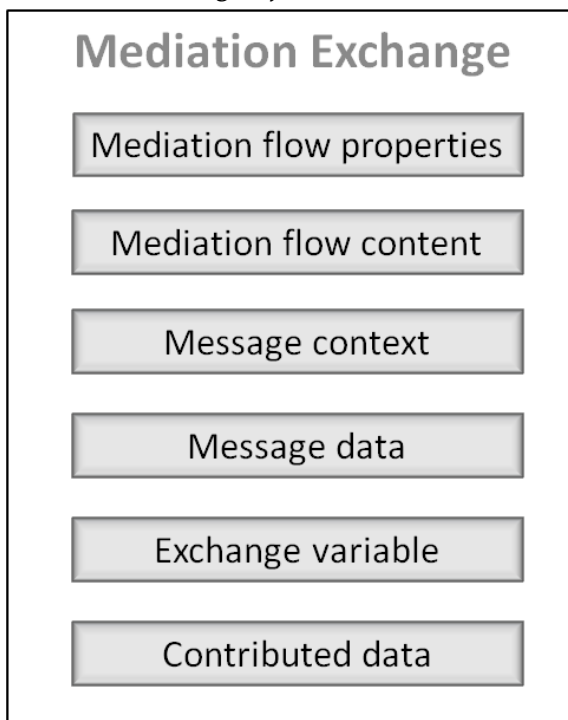 Mediation Exchange
Mediation flow properties
Mediation flow content
Message context
Message data
Exchange variable
Contributed data